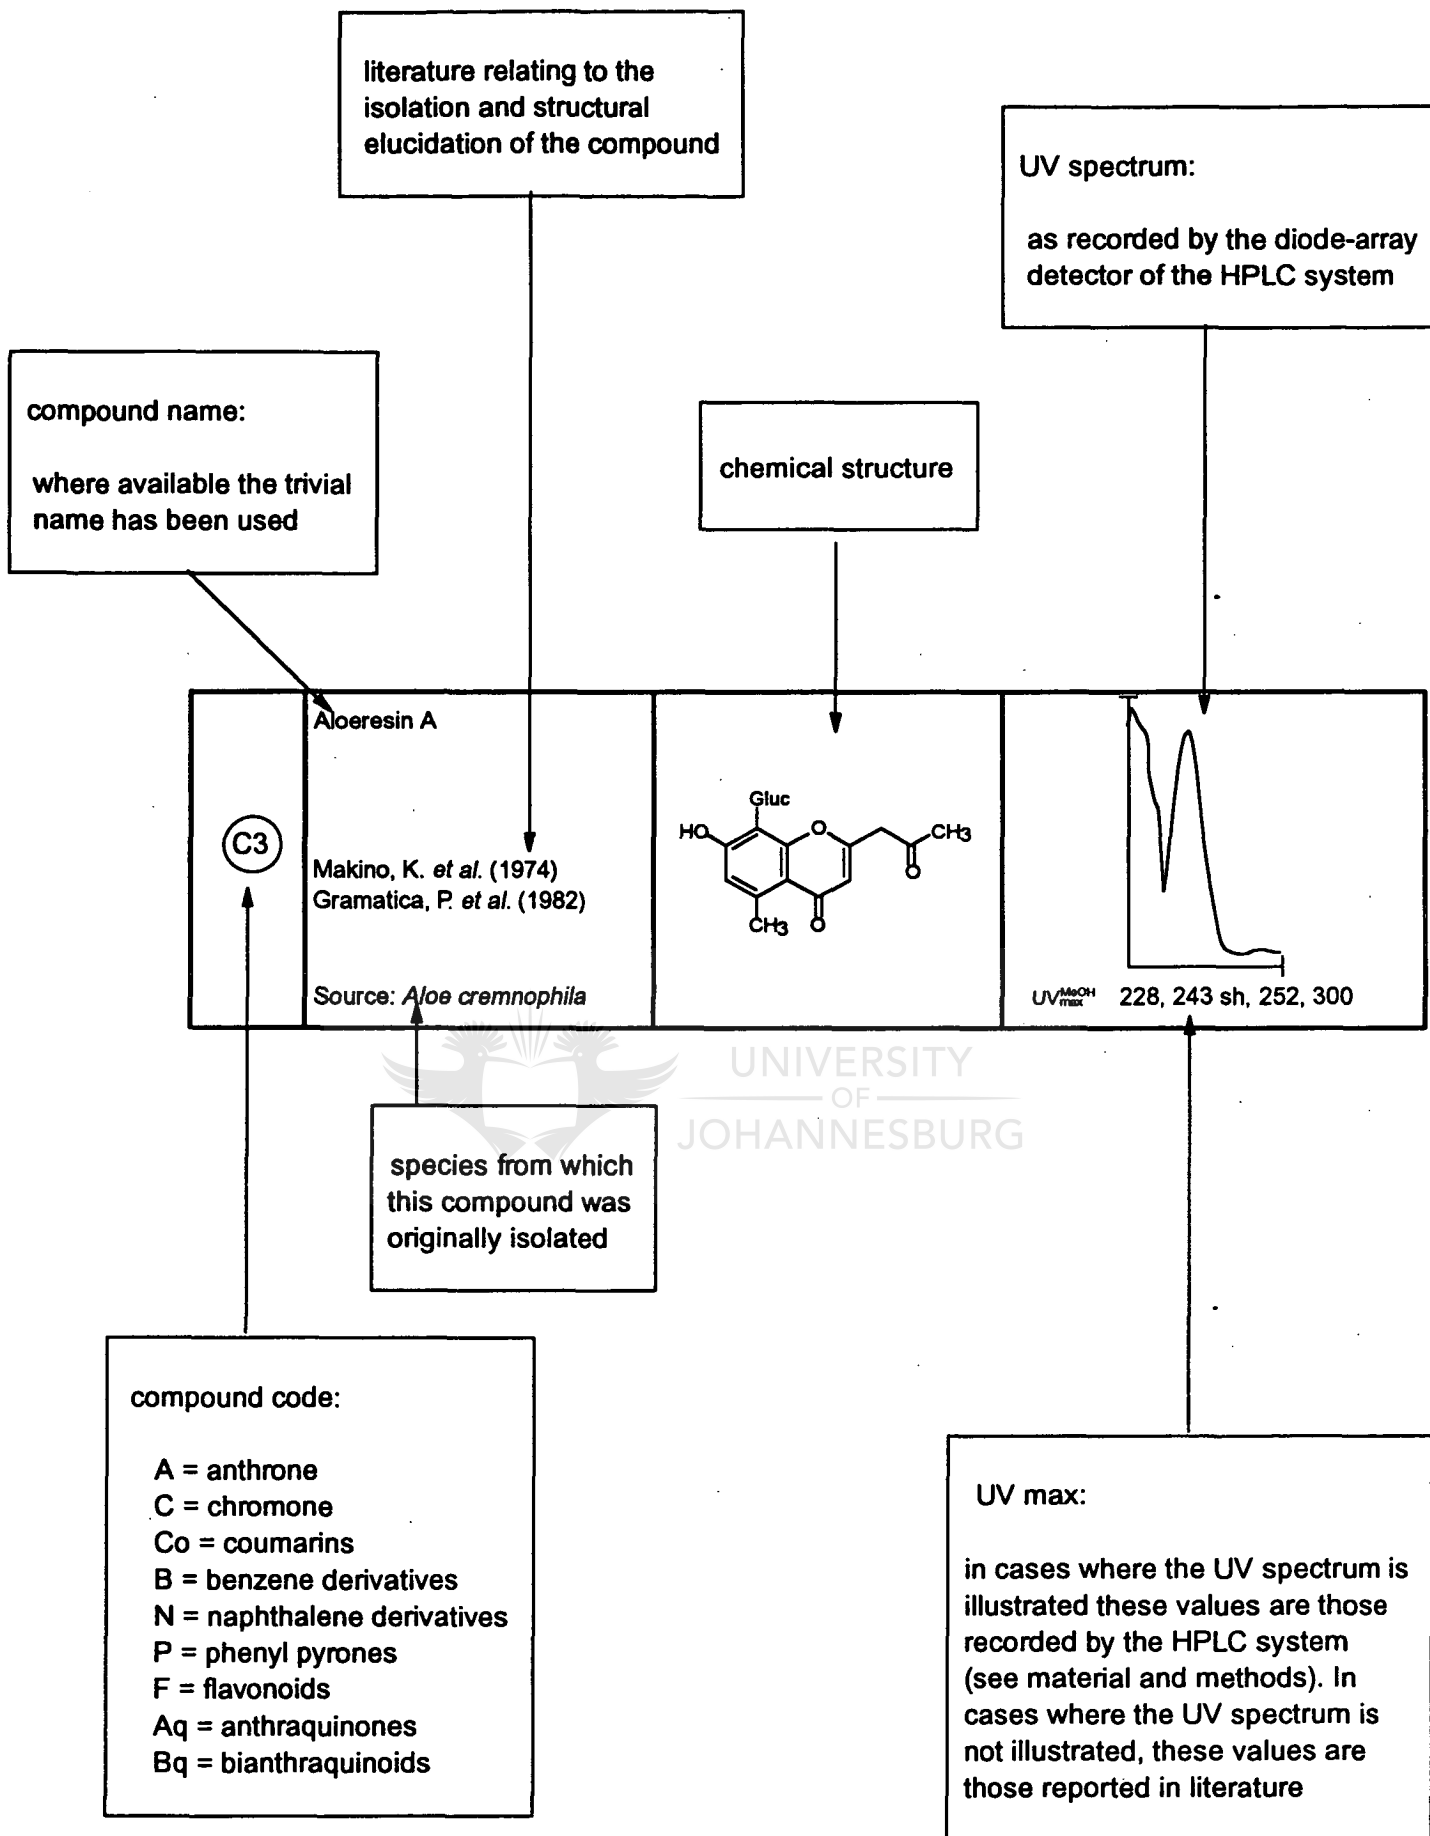 literature relating to the
isolation and structural
elucidation of the compound
UV spectrum:
as recorded by the diode-array
detector of the HPLC system
compound name:
where available the trivial
name has been used
chemical structure
C3
Aloeresin A
Makino, K. et al. (1974)
Gramatica, P. et al. (1982)
Source: Aloe cremnophila
Gluc
HO
O
CH3
O
CH3
O
UV MeOH max 228, 243 sh, 252, 300
UNIVERSITY
OF
JOHANNESBURG
species from which
this compound was
originally isolated
compound code:
A = anthrone
C = chromone
Co = coumarins
B = benzene derivatives
N = naphthalene derivatives
P = phenyl pyrones
F = flavonoids
Aq = anthraquinones
Bq = bianthraquinoids
UV max:
in cases where the UV spectrum is
illustrated these values are those
recorded by the HPLC system
(see material and methods). In
cases where the UV spectrum is
not illustrated, these values are
those reported in literature